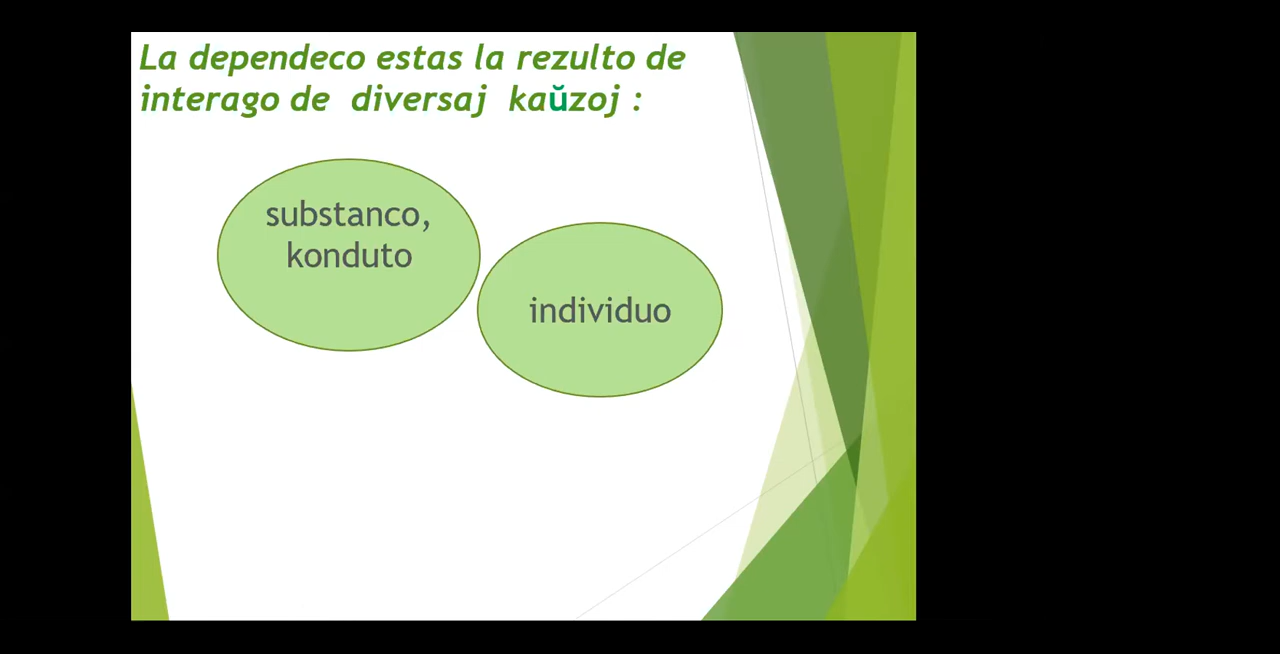 La dependeco estas la rezulto de
interago de diversaj kaŭzoj :
substanco,
konduto
individuo